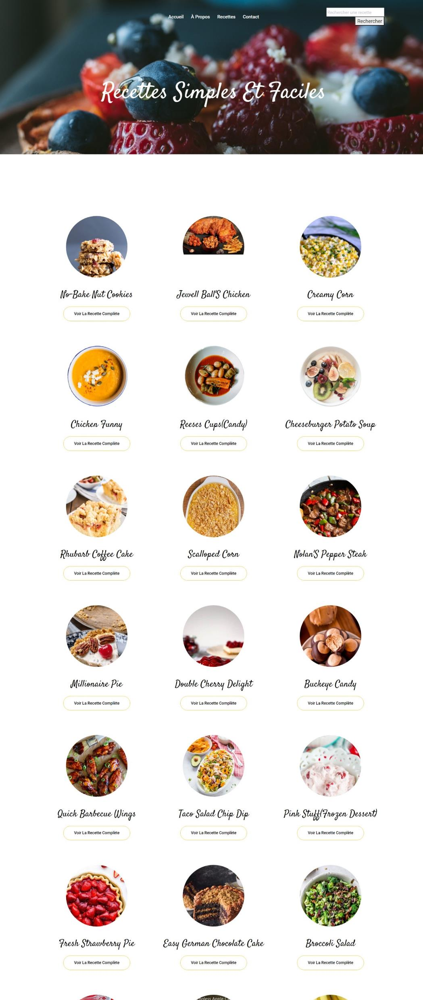 Accueil À Propos Recettes Contact
Rechercher une recette
Rechercher
Recettes Simples Et Faciles
No-Bake Nut Cookies Jewell Ball'S Chicken Creamy Corn
Voir La Recette Complète Voir La Recette Complète Voir La Recette Complète
Chicken Funny Reeses Cups(Candy) Cheeseburger Potato Soup
Voir La Recette Complète Voir La Recette Complète Voir La Recette Complète
Rhubarb Coffee Cake Scalloped Corn Nolan'S Pepper Steak
Voir La Recette Complète Voir La Recette Complète Voir La Recette Complète
Millionaire Pie Double Cherry Delight Buckeye Candy
Voir La Recette Complète Voir La Recette Complète Voir La Recette Complète
Quick Barbecue Wings Taco Salad Chip Dip Pink Stuff(Frozen Dessert)
Voir La Recette Complète Voir La Recette Complète Voir La Recette Complète
Fresh Strawberry Pie Easy German Chocolate Cake Broccoli Salad
Voir La Recette Complète Voir La Recette Complète Voir La Recette Complète
Apple